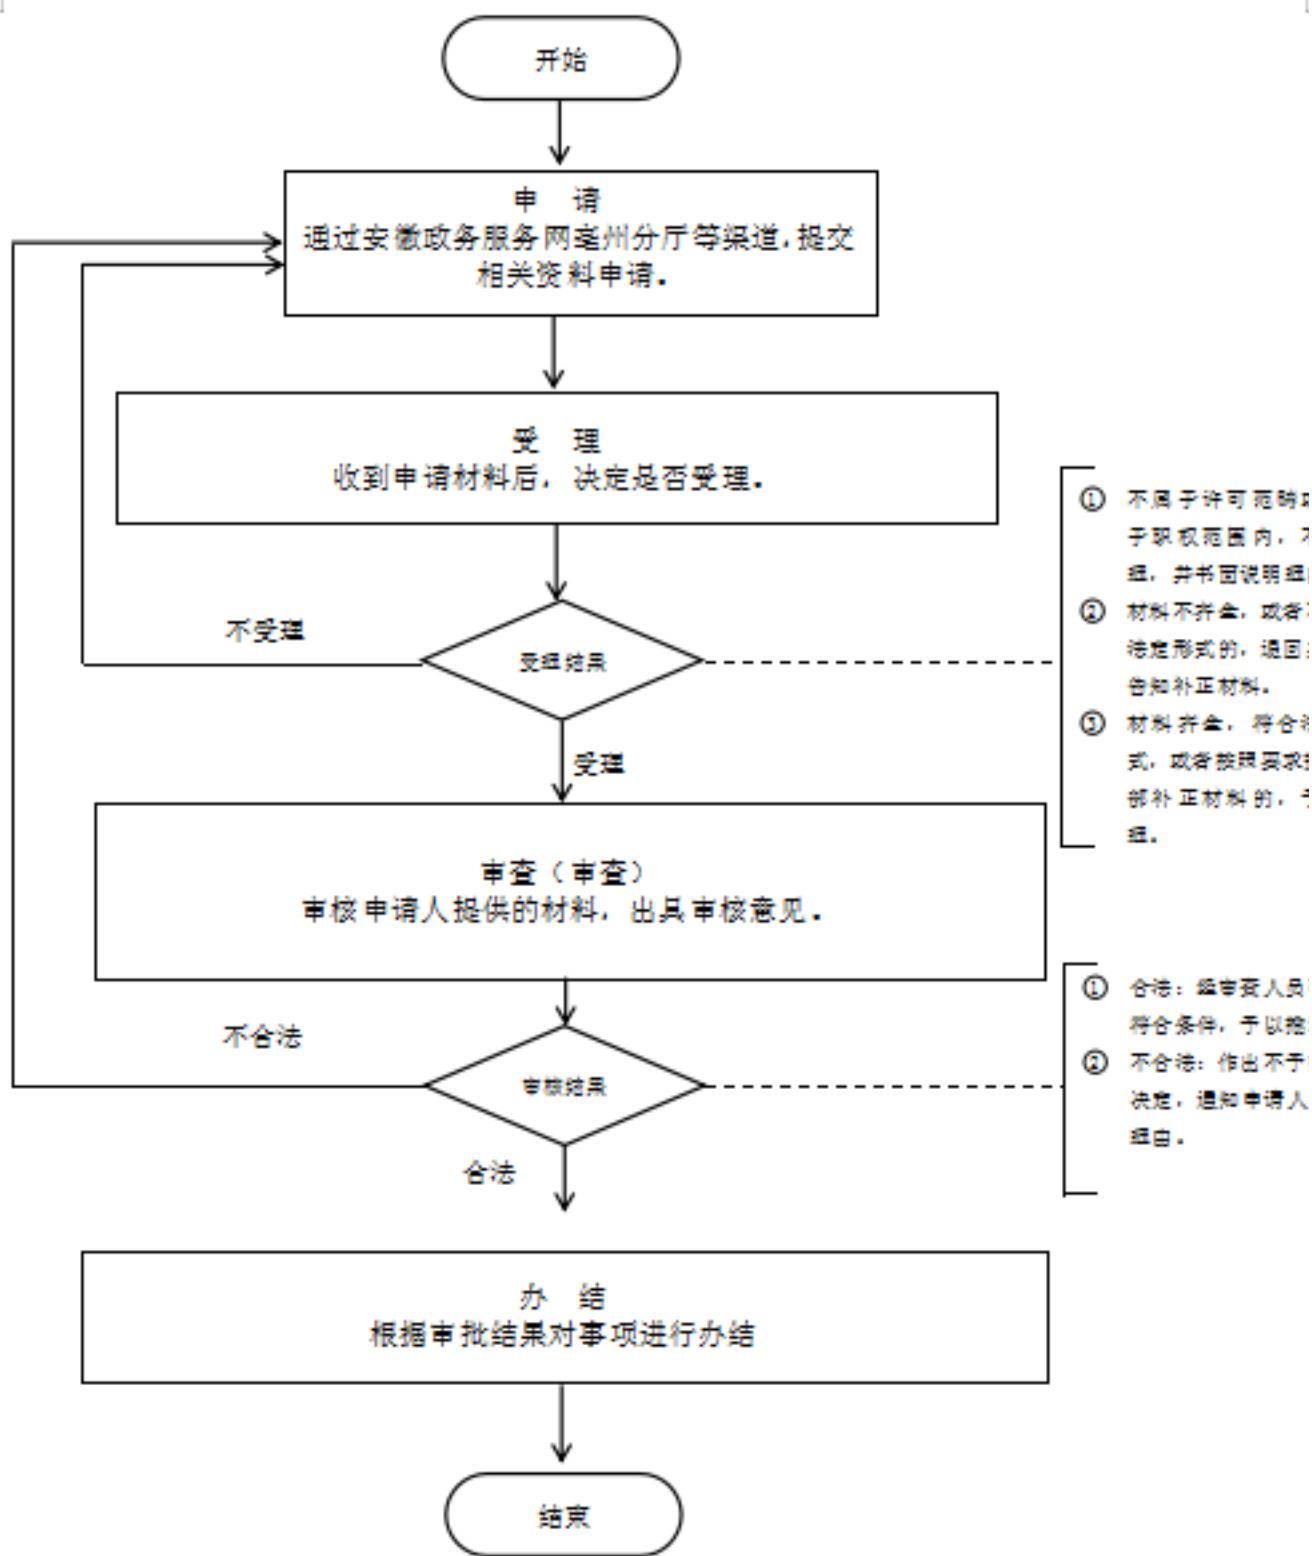 开始
申 请
通过安徽政务服务网亳州分厅等渠道,提交
相关资料申请。
受 理
收到申请材料后，决定是否受理。
不受理
受理结果
受理
① 不属于许可范畴
于职权范围内，不
理，并书面说明理
② 材料不齐全，或者不
法定形式的，退回
告知补正材料。
③ 材料齐全，符合法
式，或者按照要求
部补正材料的，予
理。
审查（审查）
审核申请人提供的材料，出具审核意见。
不合法
审核结果
合法
① 合法：经审查人员
符合条件，予以
② 不合法：作出不予
决定，通知申请人
理由。
办 结
根据审批结果对事项进行办结
结束